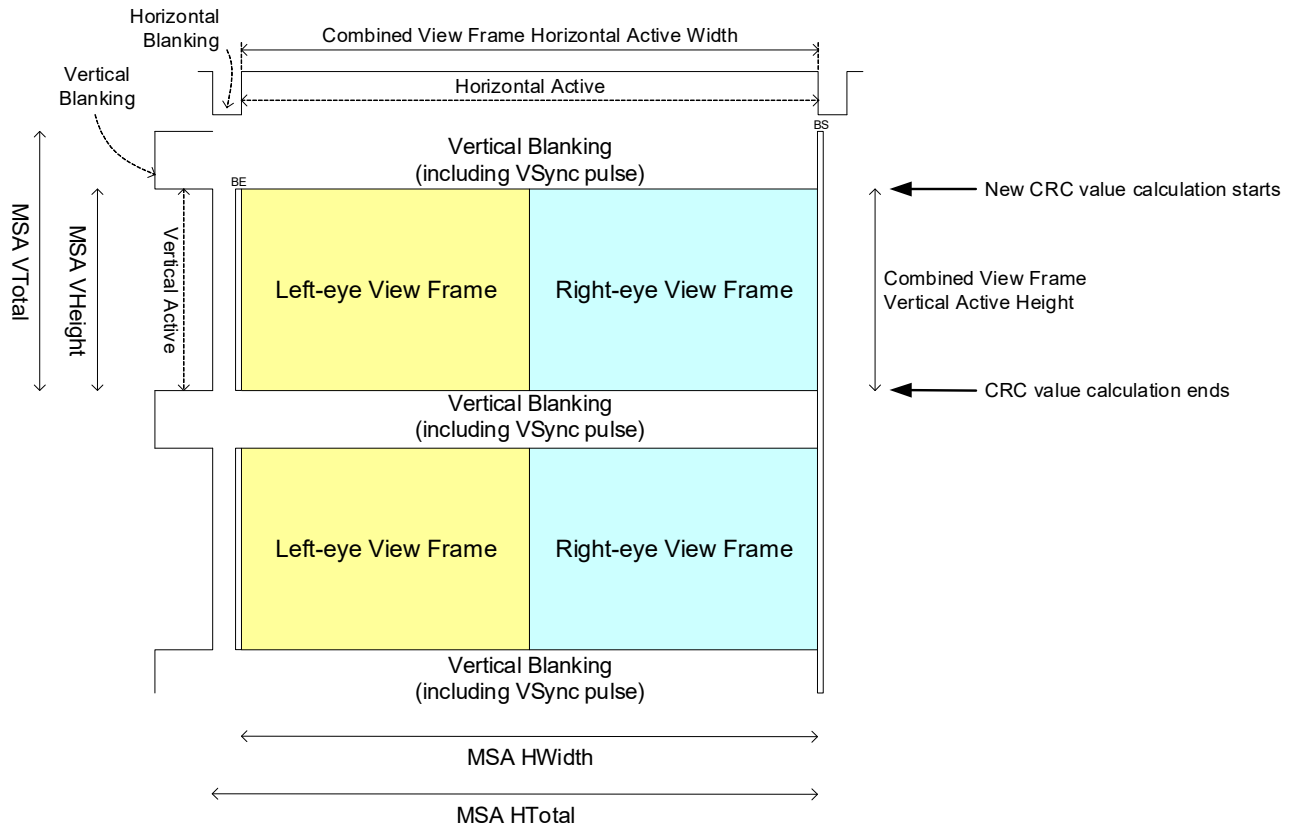 Horizontal
Blanking
Combined View Frame Horizontal Active Width
Vertical
Blanking
Horizontal Active
BS
Vertical Blanking
(including VSync pulse)
BE
New CRC value calculation starts
MSA VTotal
MSA VHeight
Vertical Active
Left-eye View Frame
Right-eye View Frame
Combined View Frame
Vertical Active Height
CRC value calculation ends
Vertical Blanking
(including VSync pulse)
Left-eye View Frame
Right-eye View Frame
Vertical Blanking
(including VSync pulse)
MSA HWidth
MSA HTotal